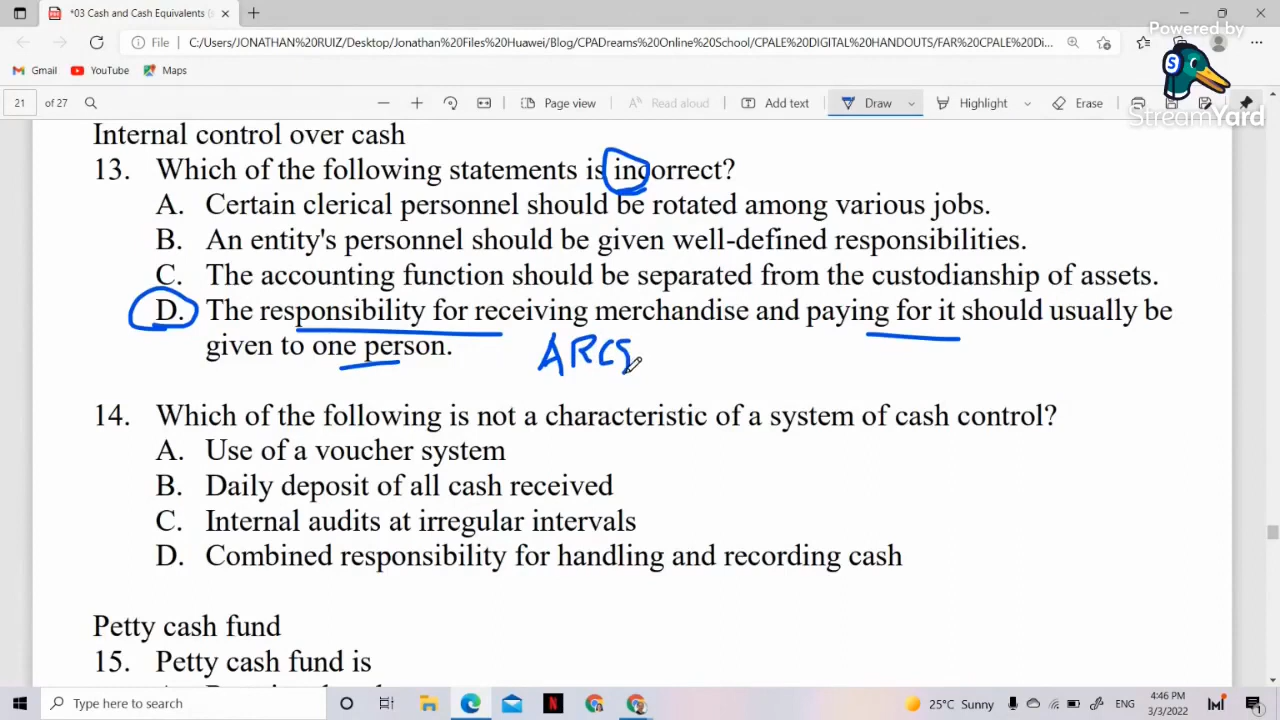 *03 Cash and Cash Equivalents (
File C:/Users/JONATHAN%20RUIZ/Desktop/Jonathan%20Files%20Huawei/Blog/CPADreams%20Online%20School/CPALE%20DIGITAL%20HANDOUTS/FAR%20CPALE%20Di...
Powered by
StreamYard
Gmail YouTube Maps
21 of 27 Page view Read aloud Add text Draw Highlight Erase
Internal control over cash
13. Which of the following statements is incorrect?
A. Certain clerical personnel should be rotated among various jobs.
B. An entity's personnel should be given well-defined responsibilities.
C. The accounting function should be separated from the custodianship of assets.
D. The responsibility for receiving merchandise and paying for it should usually be
given to one person. ARCS
14. Which of the following is not a characteristic of a system of cash control?
A. Use of a voucher system
B. Daily deposit of all cash received
C. Internal audits at irregular intervals
D. Combined responsibility for handling and recording cash
Petty cash fund
15. Petty cash fund is
Type here to search
25°C Sunny ENG 4:46 PM
3/3/2022